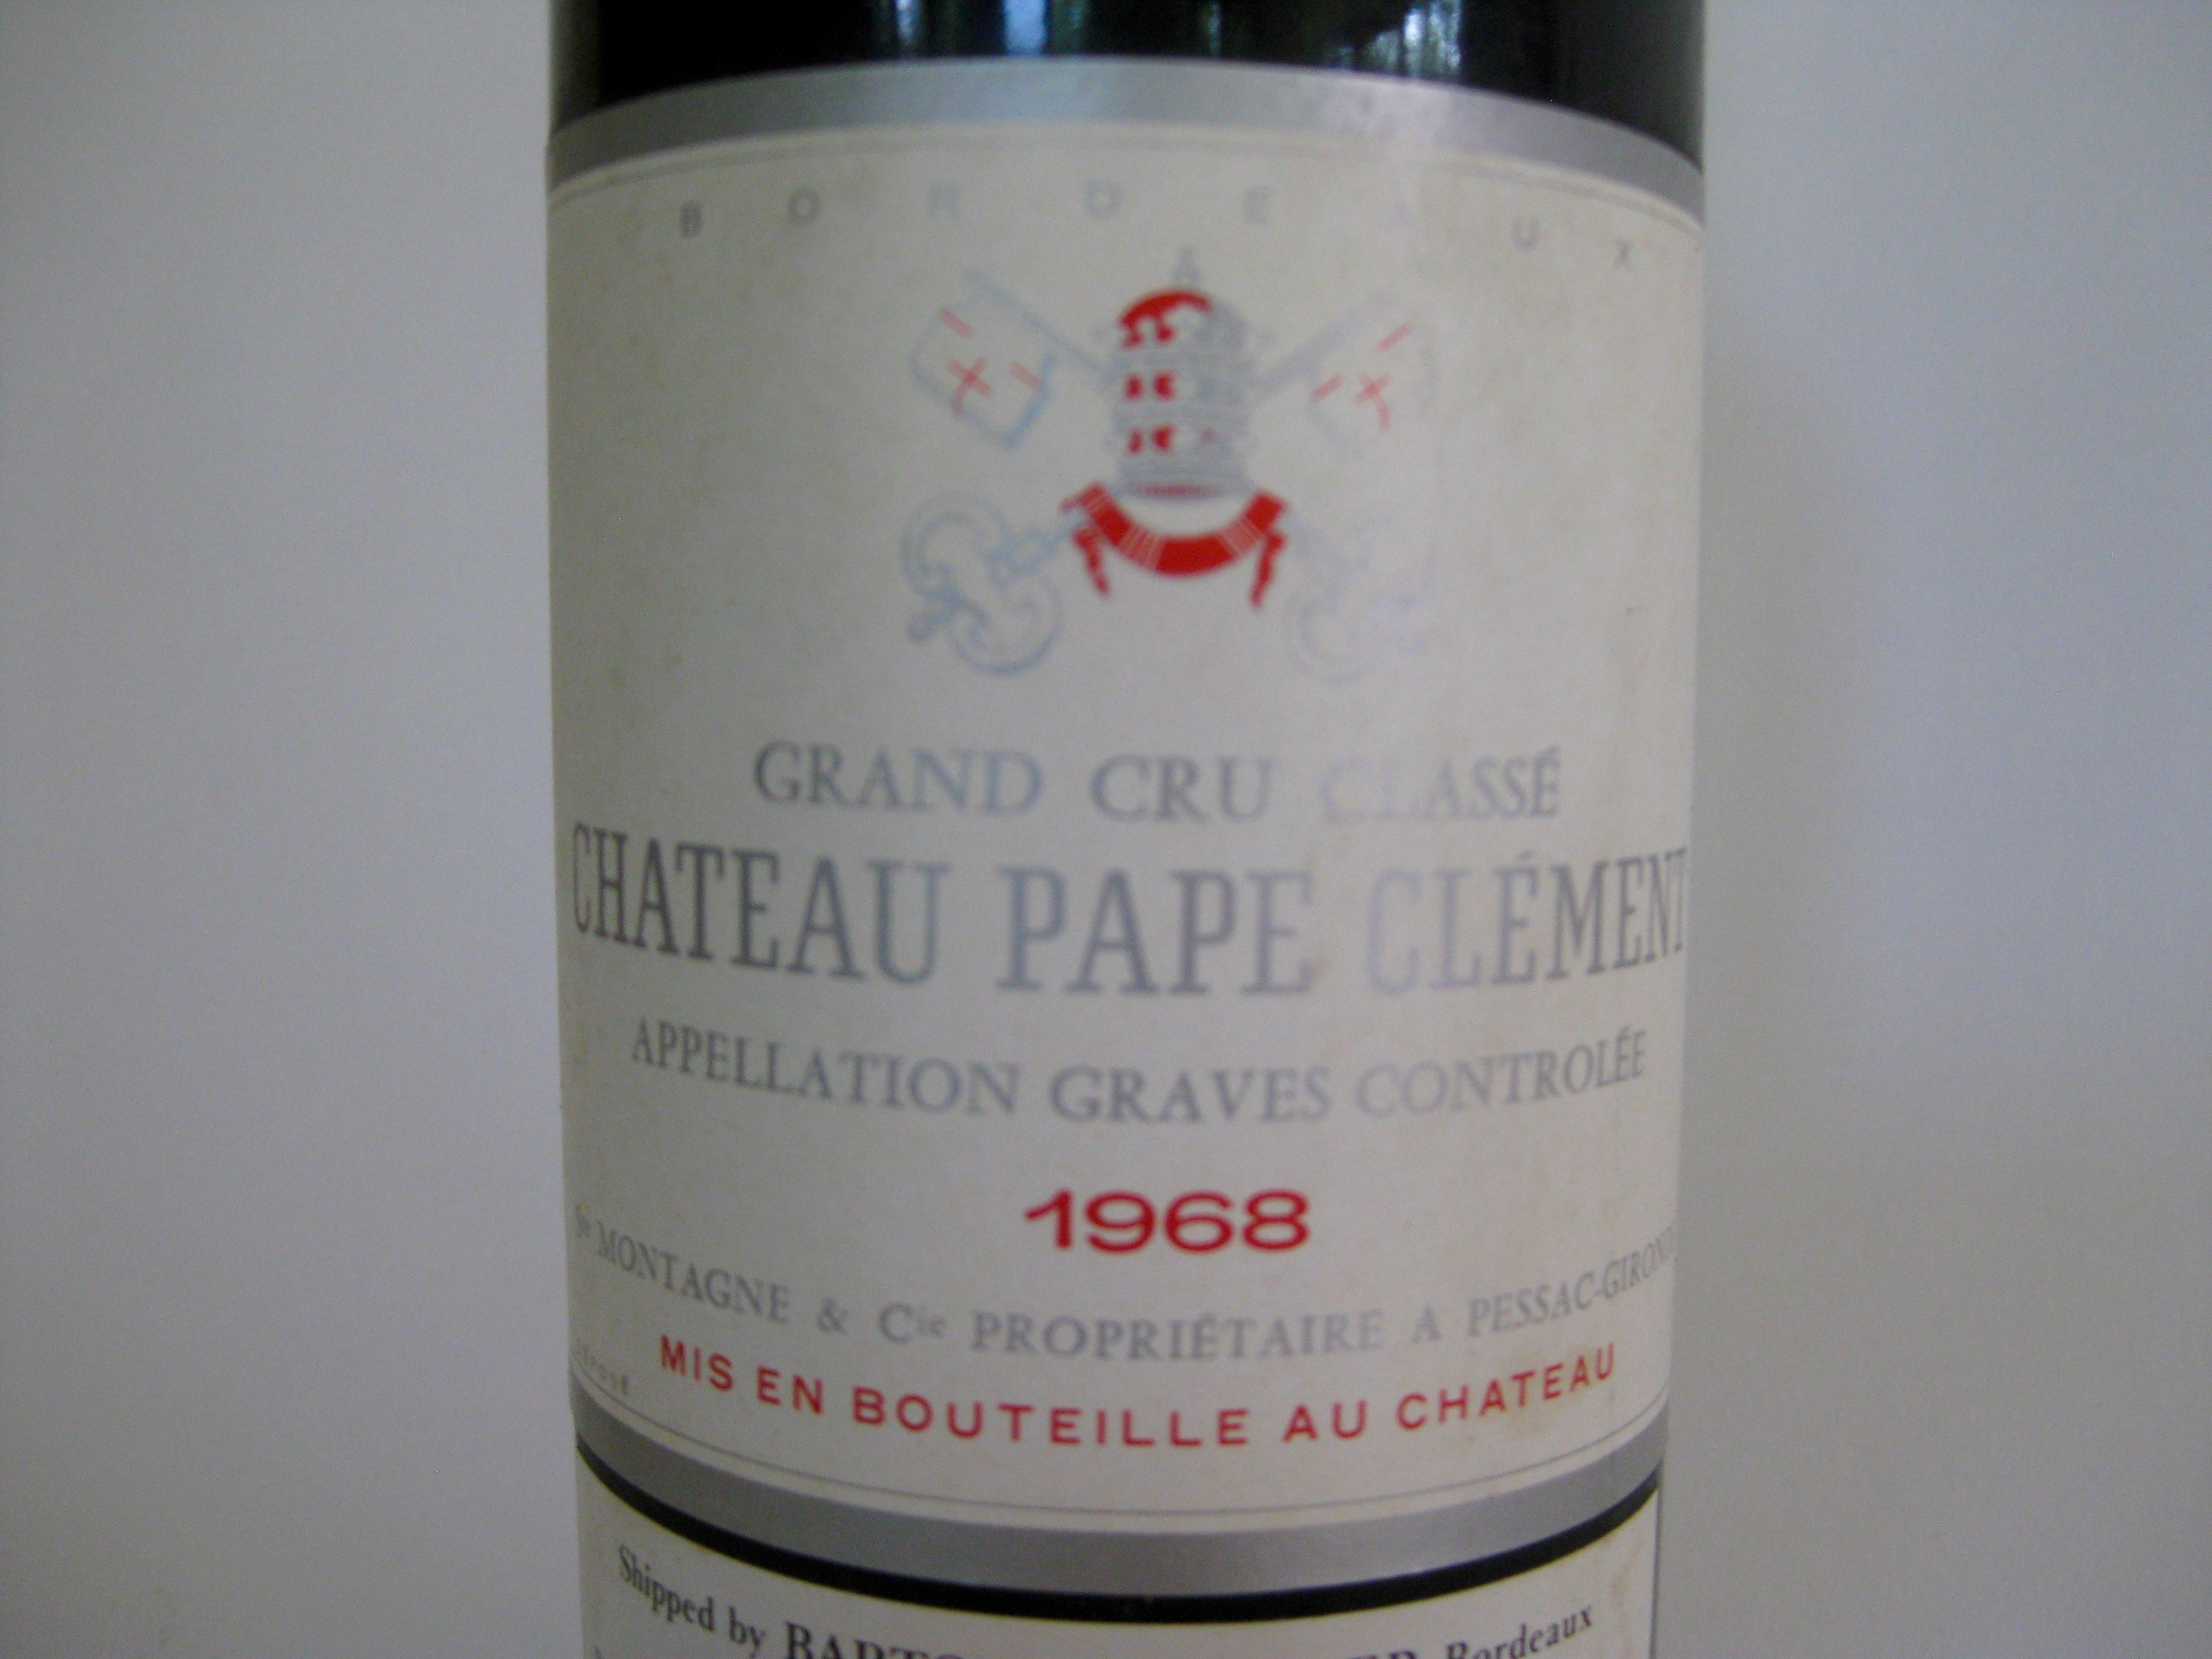 BORDEAUX
GRAND CRU CLASSÉ
CHATEAU PAPE CLÉMENT
APPELLATION GRAVES CONTROLÉE
1968
MONTAGNE & Cie PROPRIÉTAIRE A PESSAC-GIRONDE
DÉPOSÉ
MIS EN BOUTEILLE AU CHATEAU
Shipped by Bordeaux